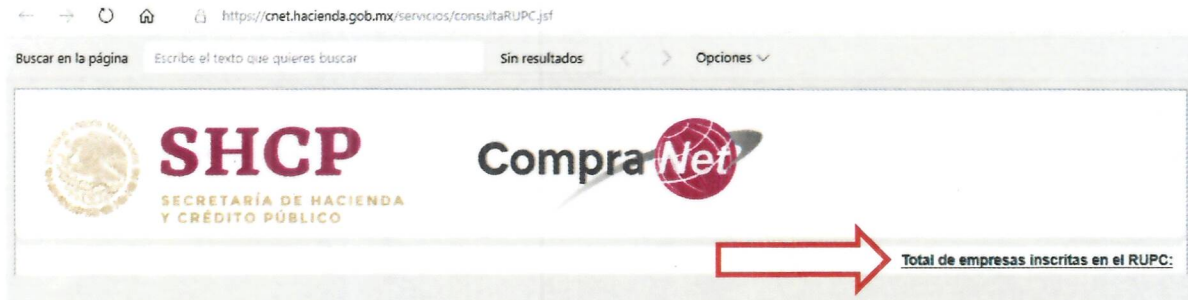 https://cnet.hacienda.gob.mx/servicios/consultaRUPC.jsf
Buscar en la página Escribe el texto que quieres buscar Sin resultados Opciones
SHCP
SECRETARÍA DE HACIENDA
Y CRÉDITO PÚBLICO
CompraNet
Total de empresas inscritas en el RUPC: